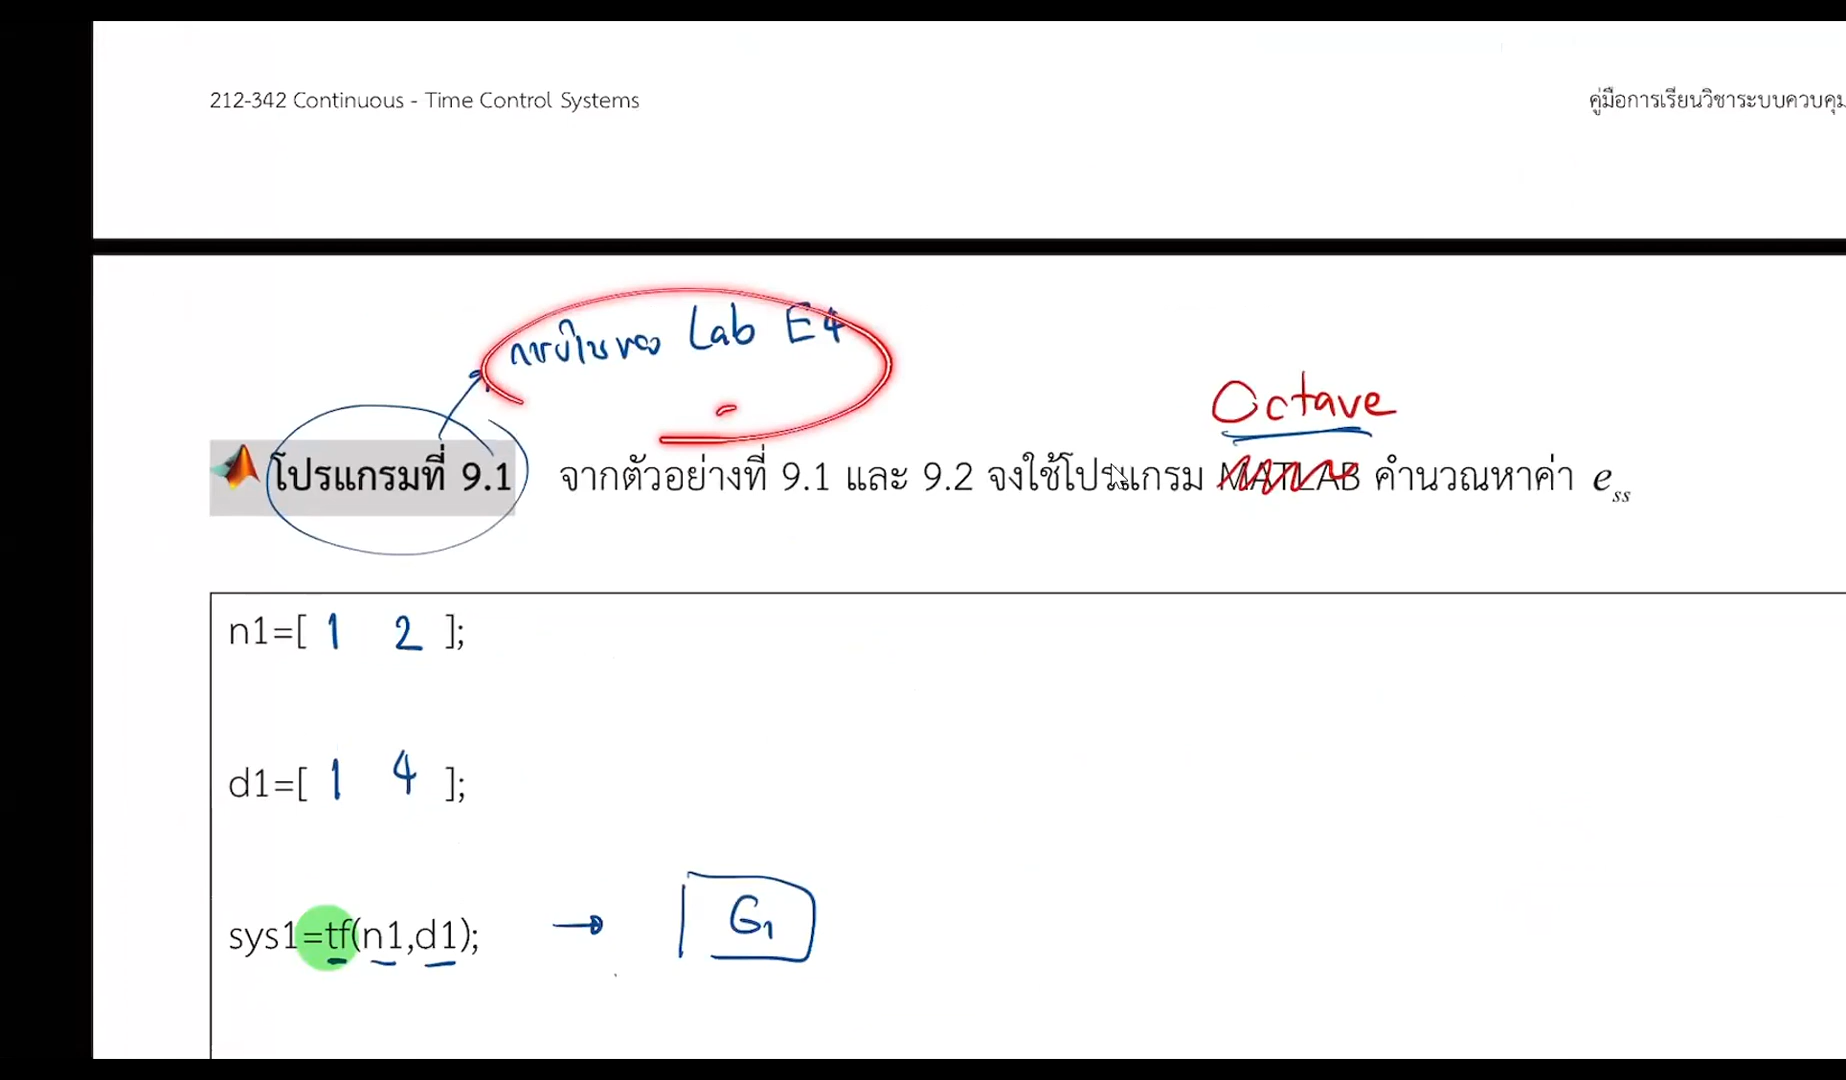 212-342 Continuous - Time Control Systems
คู่มือการเรียนวิชาระบบควบคุม
Lab E4
Octave
โปรแกรมที่ 9.1 จากตัวอย่างที่ 9.1 และ 9.2 จงใช้โปรแกรม MATLAB คำนวณหาค่า e_ss
n1=[ 1 2 ];
d1=[ 1 4 ];
sys1=tf(n1,d1); → G₁